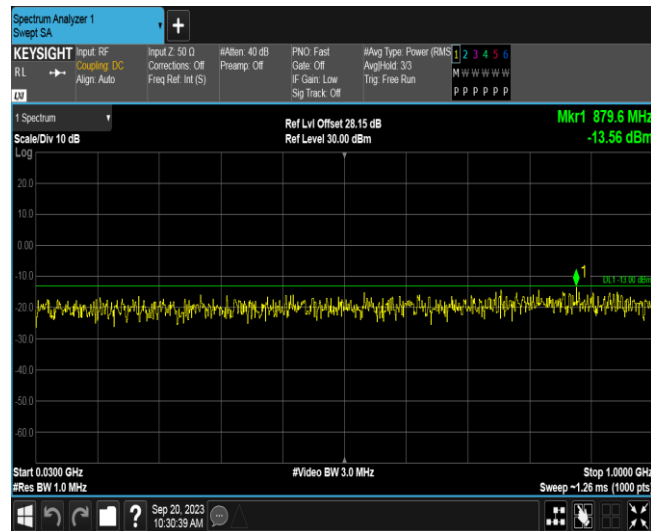 Spectrum Analyzer 1
Swept SA
+
KEYSIGHT
RL
LXI
Input: RF
Coupling: DC
Align: Auto
Input Z: 50 Ω
Corrections: Off
Freq Ref: Int (S)
#Atten: 40 dB
Preamp: Off
PNO: Fast
Gate: Off
IF Gain: Low
Sig Track: Off
#Avg Type: Power (RMS
Avg|Hold: 3/3
Trig: Free Run
1 2 3 4 5 6
M W W W W W
P P P P P P
1 Spectrum
Scale/Div 10 dB
Log
Ref Lvl Offset 28.15 dB
Ref Level 30.00 dBm
Mkr1 879.6 MHz
-13.56 dBm
20.0
10.0
0.00
-10.0
-20.0
-30.0
-40.0
-50.0
-60.0
1
DL1 -13.00 dBm
Start 0.0300 GHz
#Res BW 1.0 MHz
#Video BW 3.0 MHz
Stop 1.0000 GHz
Sweep ~1.26 ms (1000 pts)
?
Sep 20, 2023
10:30:39 AM